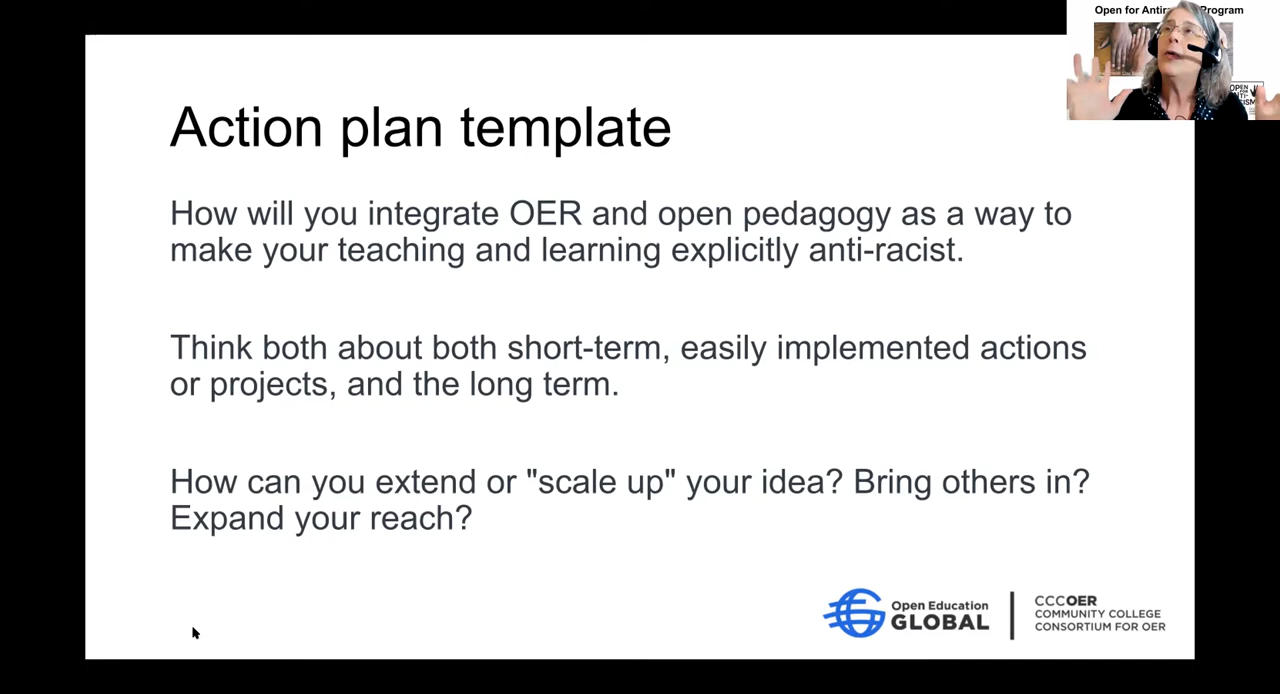 Open for Antira Program
Action plan template
How will you integrate OER and open pedagogy as a way to
make your teaching and learning explicitly anti-racist.
Think both about both short-term, easily implemented actions
or projects, and the long term.
How can you extend or "scale up" your idea? Bring others in?
Expand your reach?
Open Education
GLOBAL
CCCOER
COMMUNITY COLLEGE
CONSORTIUM FOR OER